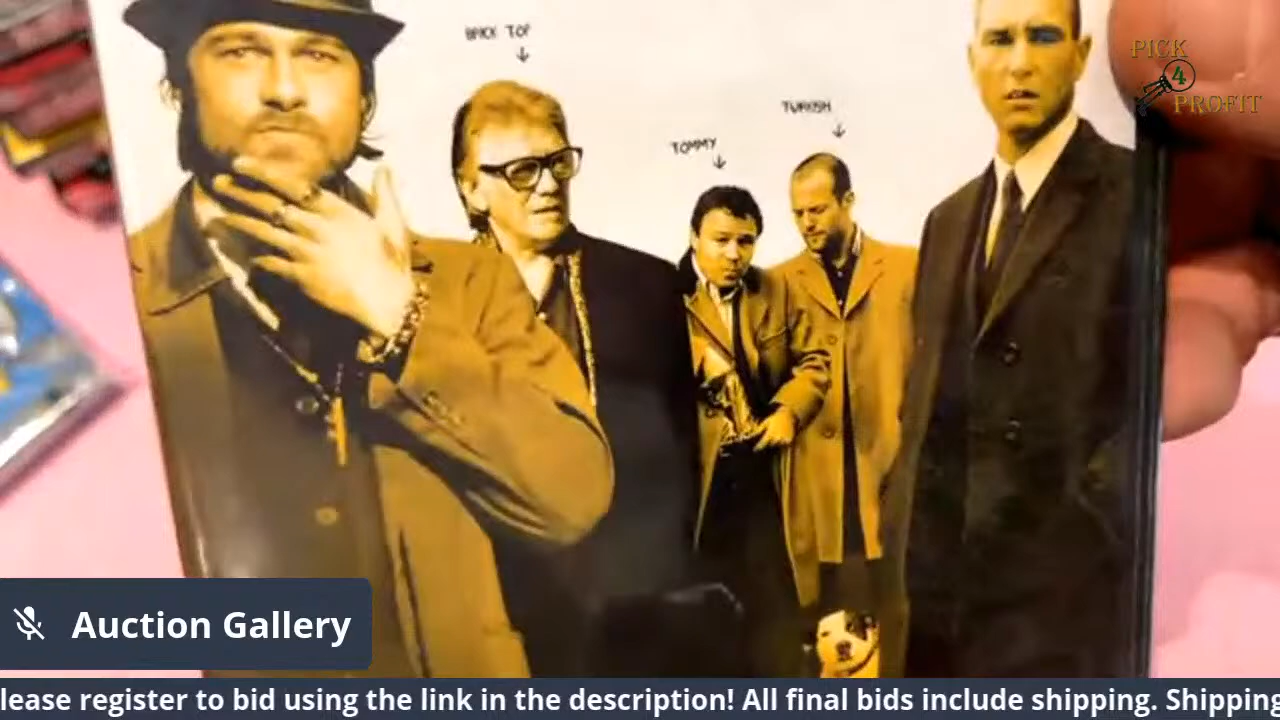 PICK
4
PROFIT
BRICK TOP
TURKISH
TOMMY
Auction Gallery
lease register to bid using the link in the description! All final bids include shipping. Shipping